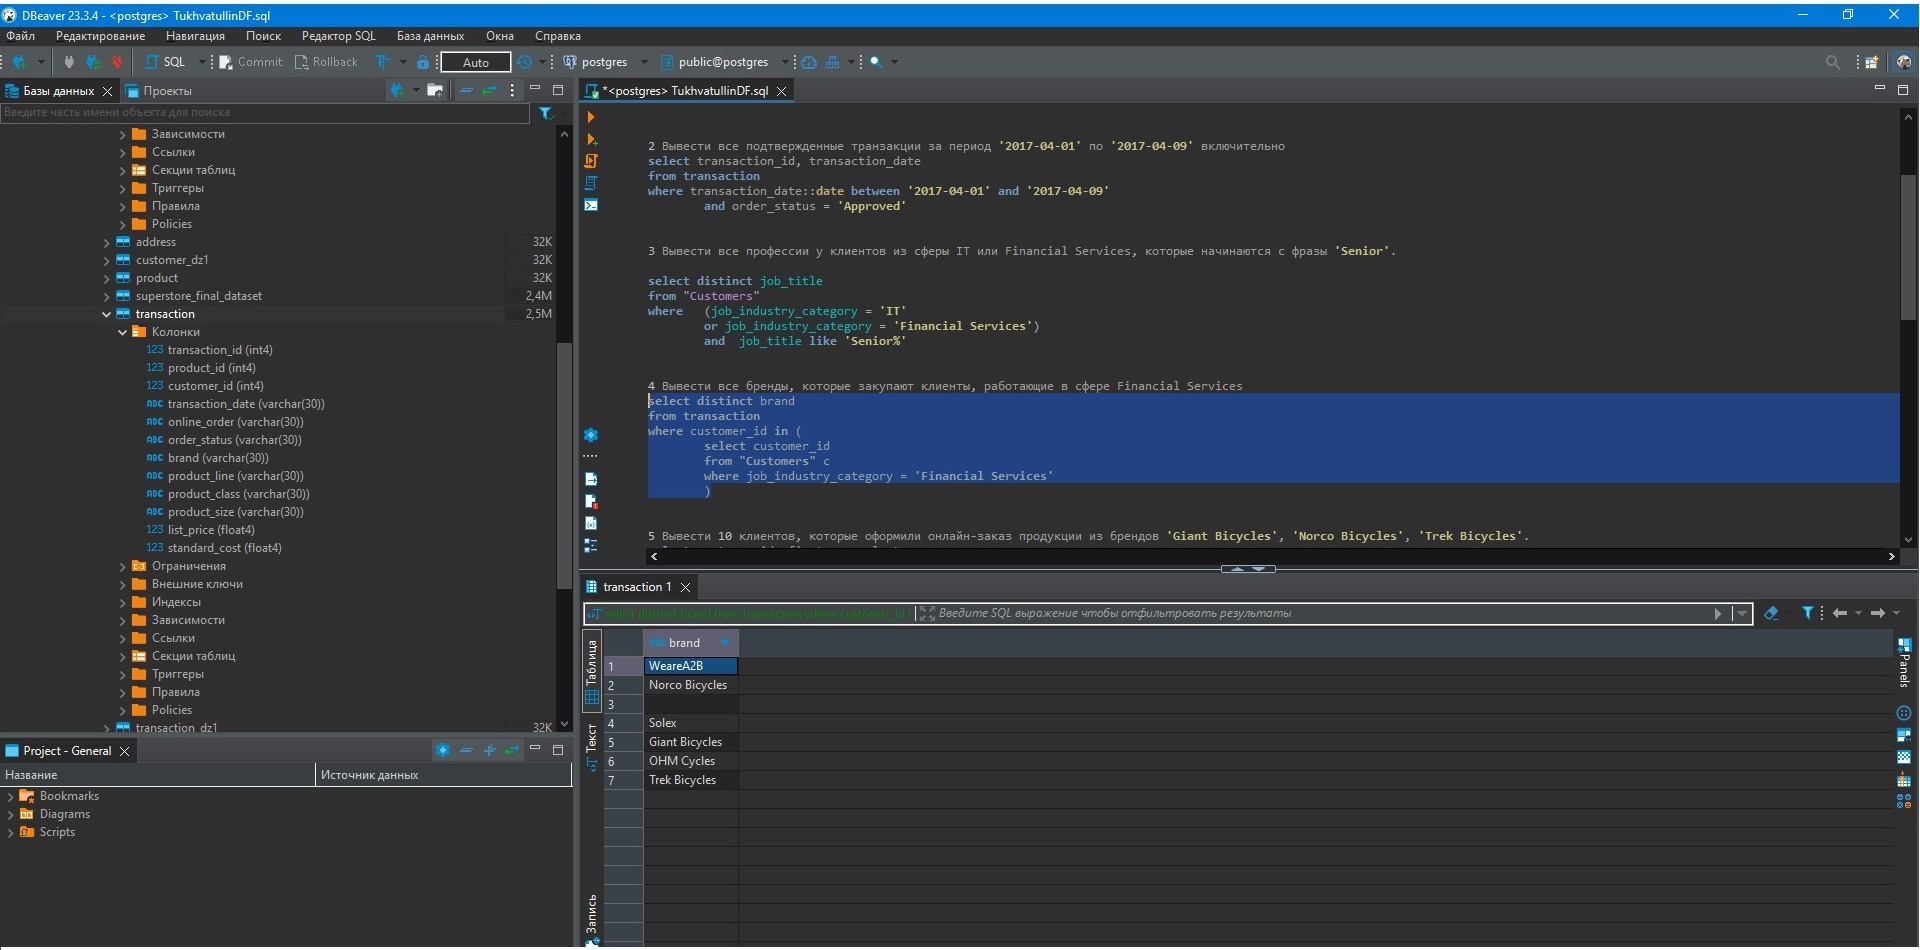 DBeaver 23.3.4 - <postgres> TukhvatullinDF.sql
Файл Редактирование Навигация Поиск Редактор SQL База данных Окна Справка
SQL Commit Rollback Auto postgres public@postgres
Базы данных Проекты
Введите часть имени объекта для поиска
Зависимости
Ссылки
Секции таблиц
Триггеры
Правила
Policies
address 32K
customer_dz1 32K
product 32K
superstore_final_dataset 2,4M
transaction 2,5M
Колонки
123 transaction_id (int4)
123 product_id (int4)
123 customer_id (int4)
ABC transaction_date (varchar(30))
ABC online_order (varchar(30))
ABC order_status (varchar(30))
ABC brand (varchar(30))
ABC product_line (varchar(30))
ABC product_class (varchar(30))
ABC product_size (varchar(30))
123 list_price (float4)
123 standard_cost (float4)
Ограничения
Внешние ключи
Индексы
Зависимости
Ссылки
Секции таблиц
Триггеры
Правила
Policies
transaction_dz1 32K
Project - General
Название Источник данных
Bookmarks
Diagrams
Scripts
*<postgres> TukhvatullinDF.sql
2 Вывести все подтвержденные транзакции за период '2017-04-01' по '2017-04-09' включительно
select transaction_id, transaction_date
from transaction
where transaction_date::date between '2017-04-01' and '2017-04-09'
and order_status = 'Approved'
3 Вывести все профессии у клиентов из сферы IT или Financial Services, которые начинаются с фразы 'Senior'.
select distinct job_title
from "Customers"
where (job_industry_category = 'IT'
or job_industry_category = 'Financial Services')
and job_title like 'Senior%'
4 Вывести все бренды, которые закупают клиенты, работающие в сфере Financial Services
select distinct brand
from transaction
where customer_id in (
select customer_id
from "Customers" c
where job_industry_category = 'Financial Services'
)
5 Вывести 10 клиентов, которые оформили онлайн-заказ продукции из брендов 'Giant Bicycles', 'Norco Bicycles', 'Trek Bicycles'.
transaction 1
select distinct brand from transaction where customer_id Введите SQL выражение чтобы отфильтровать результаты
Таблица
Текст
Запись
ABC brand
1 WeareA2B
2 Norco Bicycles
3
4 Solex
5 Giant Bicycles
6 OHM Cycles
7 Trek Bicycles
Panels